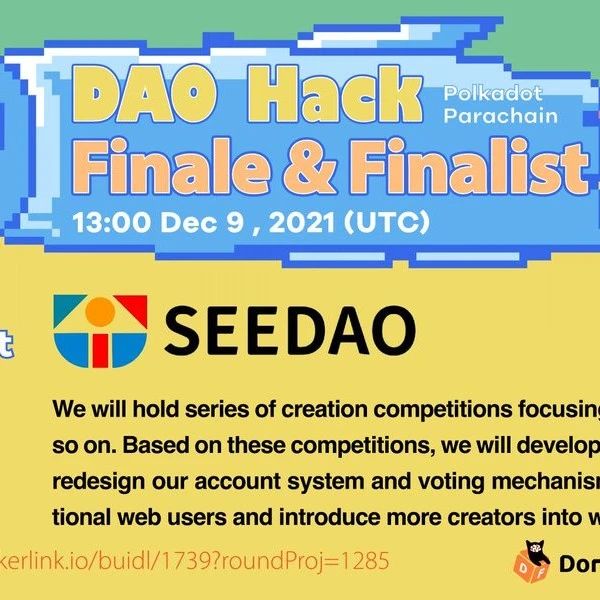 DAO Hack
Polkadot
Parachain
Finale & Finalist
13:00 Dec 9 , 2021 (UTC)
SEEDAO
We will hold series of creation competitions focusing
so on. Based on these competitions, we will develop
redesign our account system and voting mechanism
tional web users and introduce more creators into w
kerlink.io/buidl/1739?roundProj=1285
DF
Dor